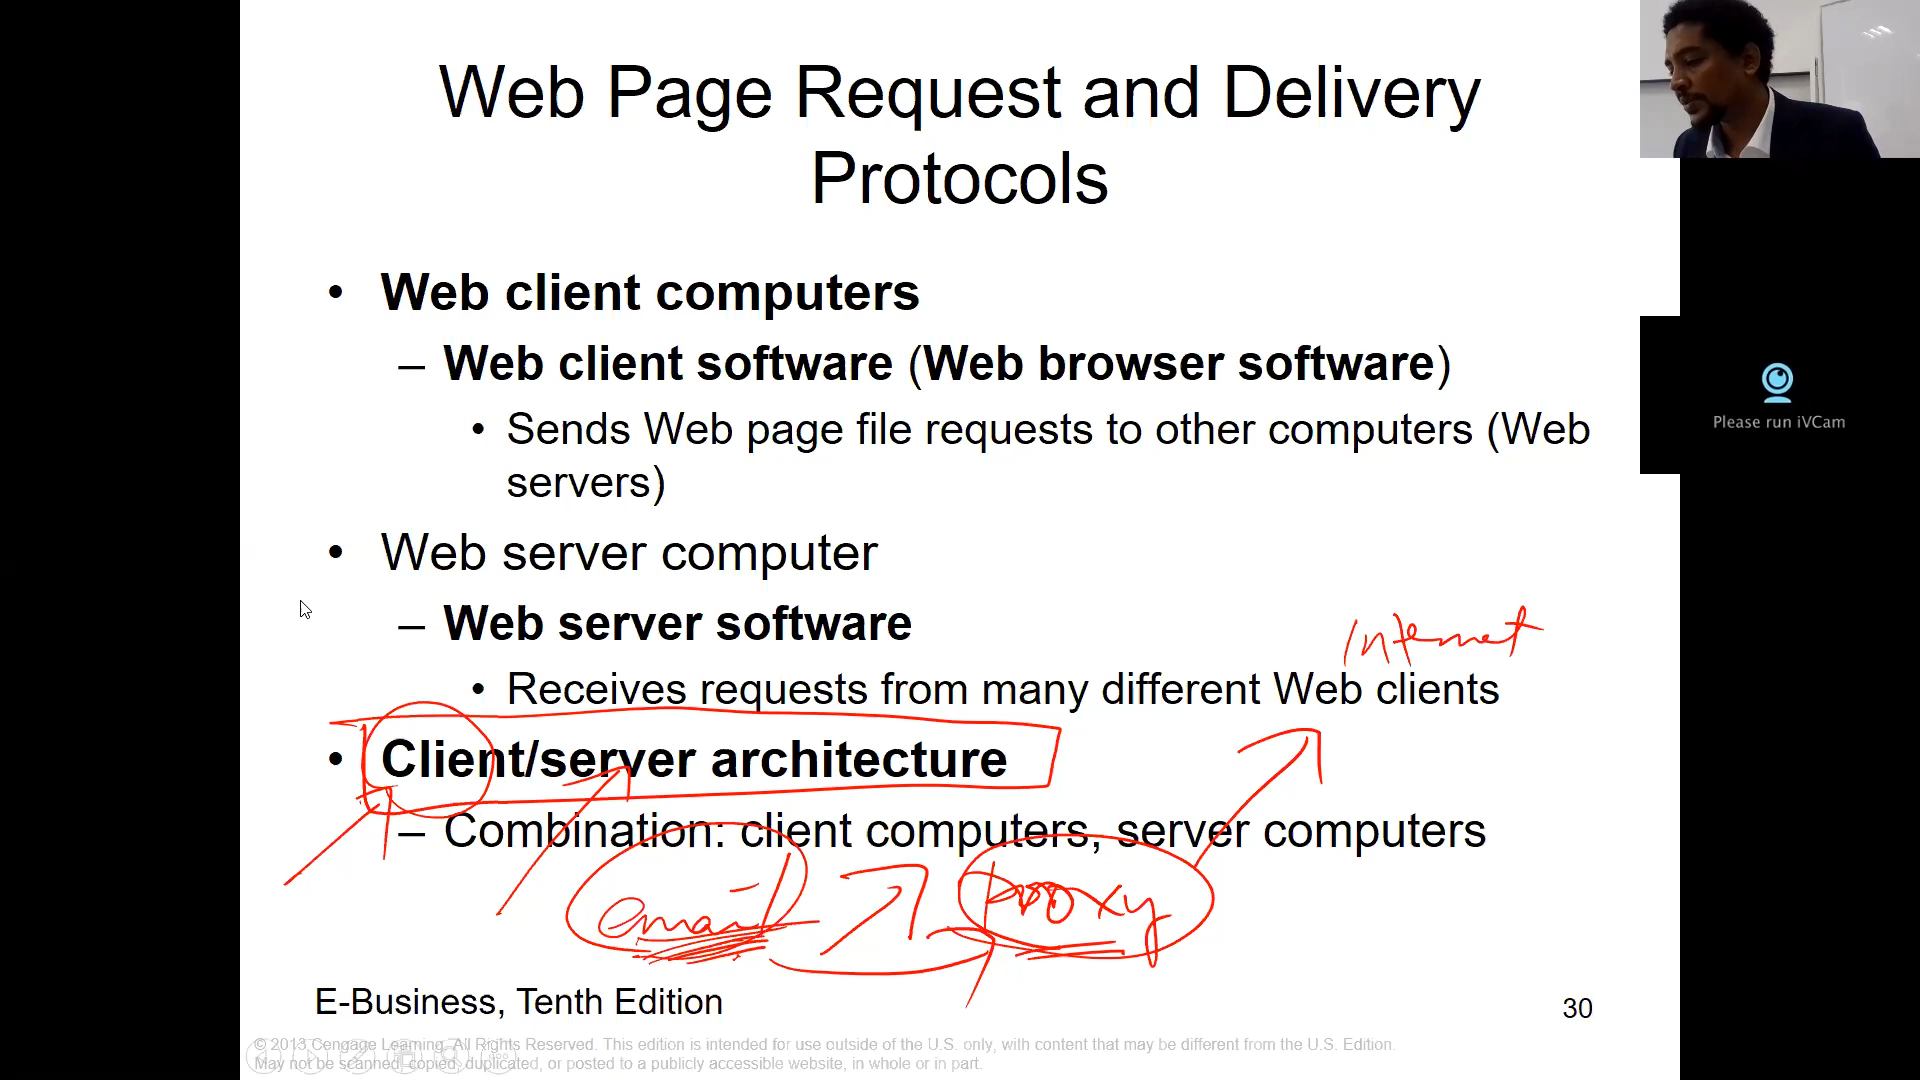 Web Page Request and Delivery
Protocols
• Web client computers
– Web client software (Web browser software)
• Sends Web page file requests to other computers (Web
servers)
• Web server computer
– Web server software
Internet
• Receives requests from many different Web clients
• Client/server architecture
– Combination: client computers, server computers
email
proxy
E-Business, Tenth Edition
30
© 2013 Cengage Learning. All Rights Reserved. This edition is intended for use outside of the U.S. only, with content that may be different from the U.S. Edition.
May not be scanned, copied, duplicated, or posted to a publicly accessible website, in whole or in part.
Please run iVCam